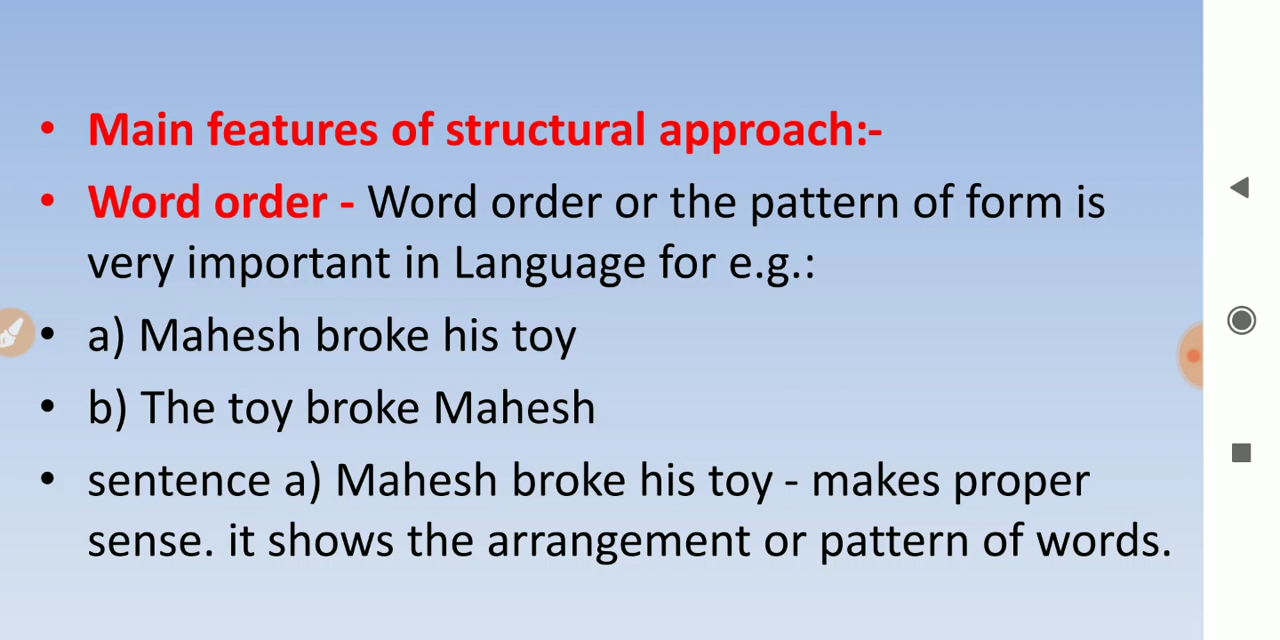 • Main features of structural approach:-
• Word order - Word order or the pattern of form is
very important in Language for e.g.:
• a) Mahesh broke his toy
• b) The toy broke Mahesh
• sentence a) Mahesh broke his toy - makes proper
sense. it shows the arrangement or pattern of words.